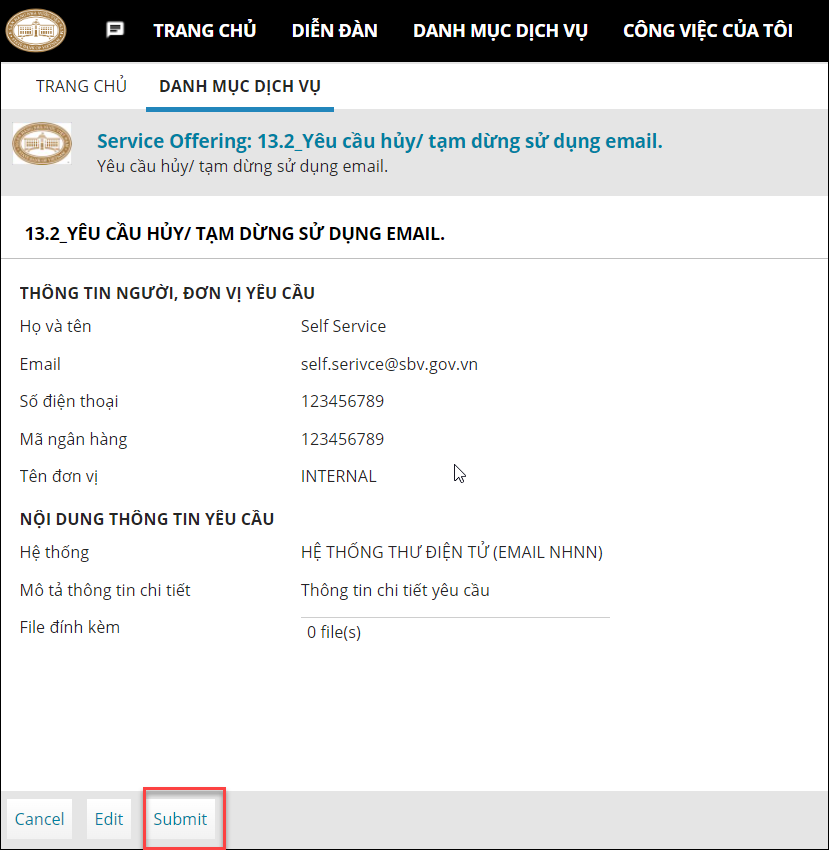 TRANG CHỦ DIỄN ĐÀN DANH MỤC DỊCH VỤ CÔNG VIỆC CỦA TÔI
TRANG CHỦ DANH MỤC DỊCH VỤ
Service Offering: 13.2_Yêu cầu hủy/ tạm dừng sử dụng email.
Yêu cầu hủy/ tạm dừng sử dụng email.
13.2_YÊU CẦU HỦY/ TẠM DỪNG SỬ DỤNG EMAIL.
THÔNG TIN NGƯỜI, ĐƠN VỊ YÊU CẦU
Họ và tên Self Service
Email self.serivce@sbv.gov.vn
Số điện thoại 123456789
Mã ngân hàng 123456789
Tên đơn vị INTERNAL
NỘI DUNG THÔNG TIN YÊU CẦU
Hệ thống HỆ THỐNG THƯ ĐIỆN TỬ (EMAIL NHNN)
Mô tả thông tin chi tiết Thông tin chi tiết yêu cầu
File đính kèm 0 file(s)
Cancel Edit Submit